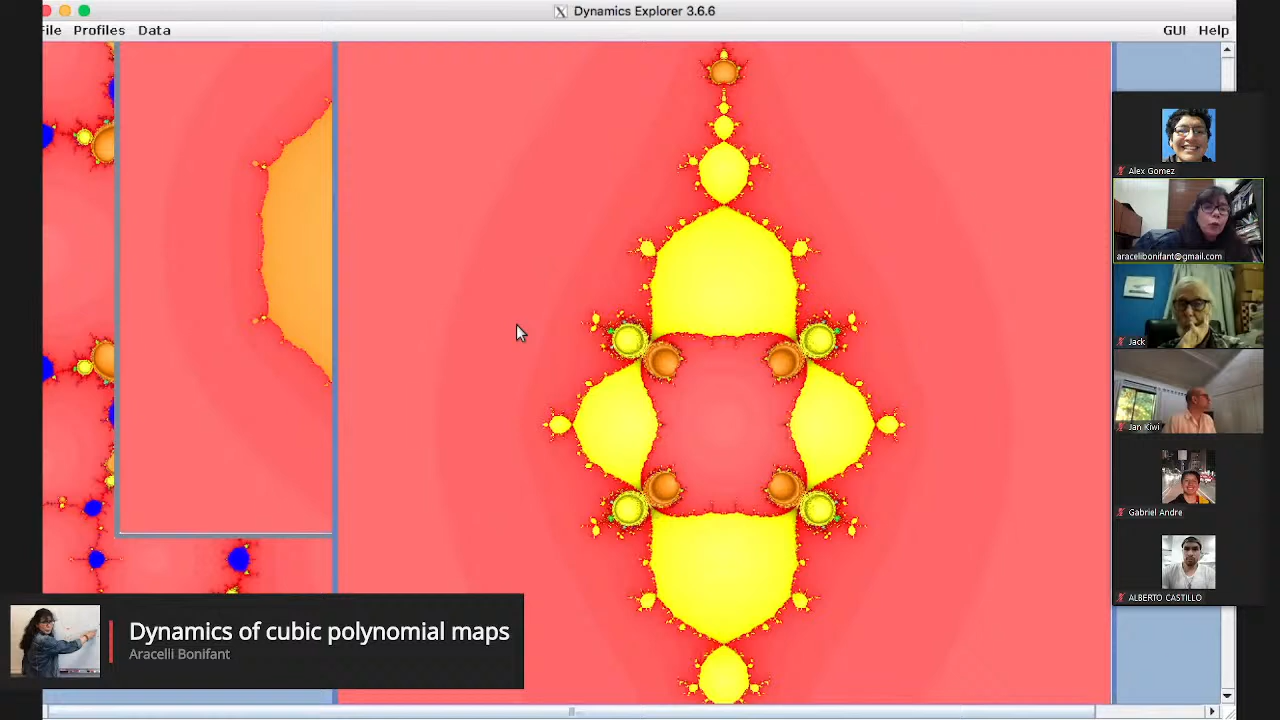 Dynamics Explorer 3.6.6
File Profiles Data GUI Help
Alex Gomez
aracelibonifant@gmail.com
Jack
Jan Kiwi
Gabriel Andre
ALBERTO CASTILLO
Dynamics of cubic polynomial maps
Aracelli Bonifant